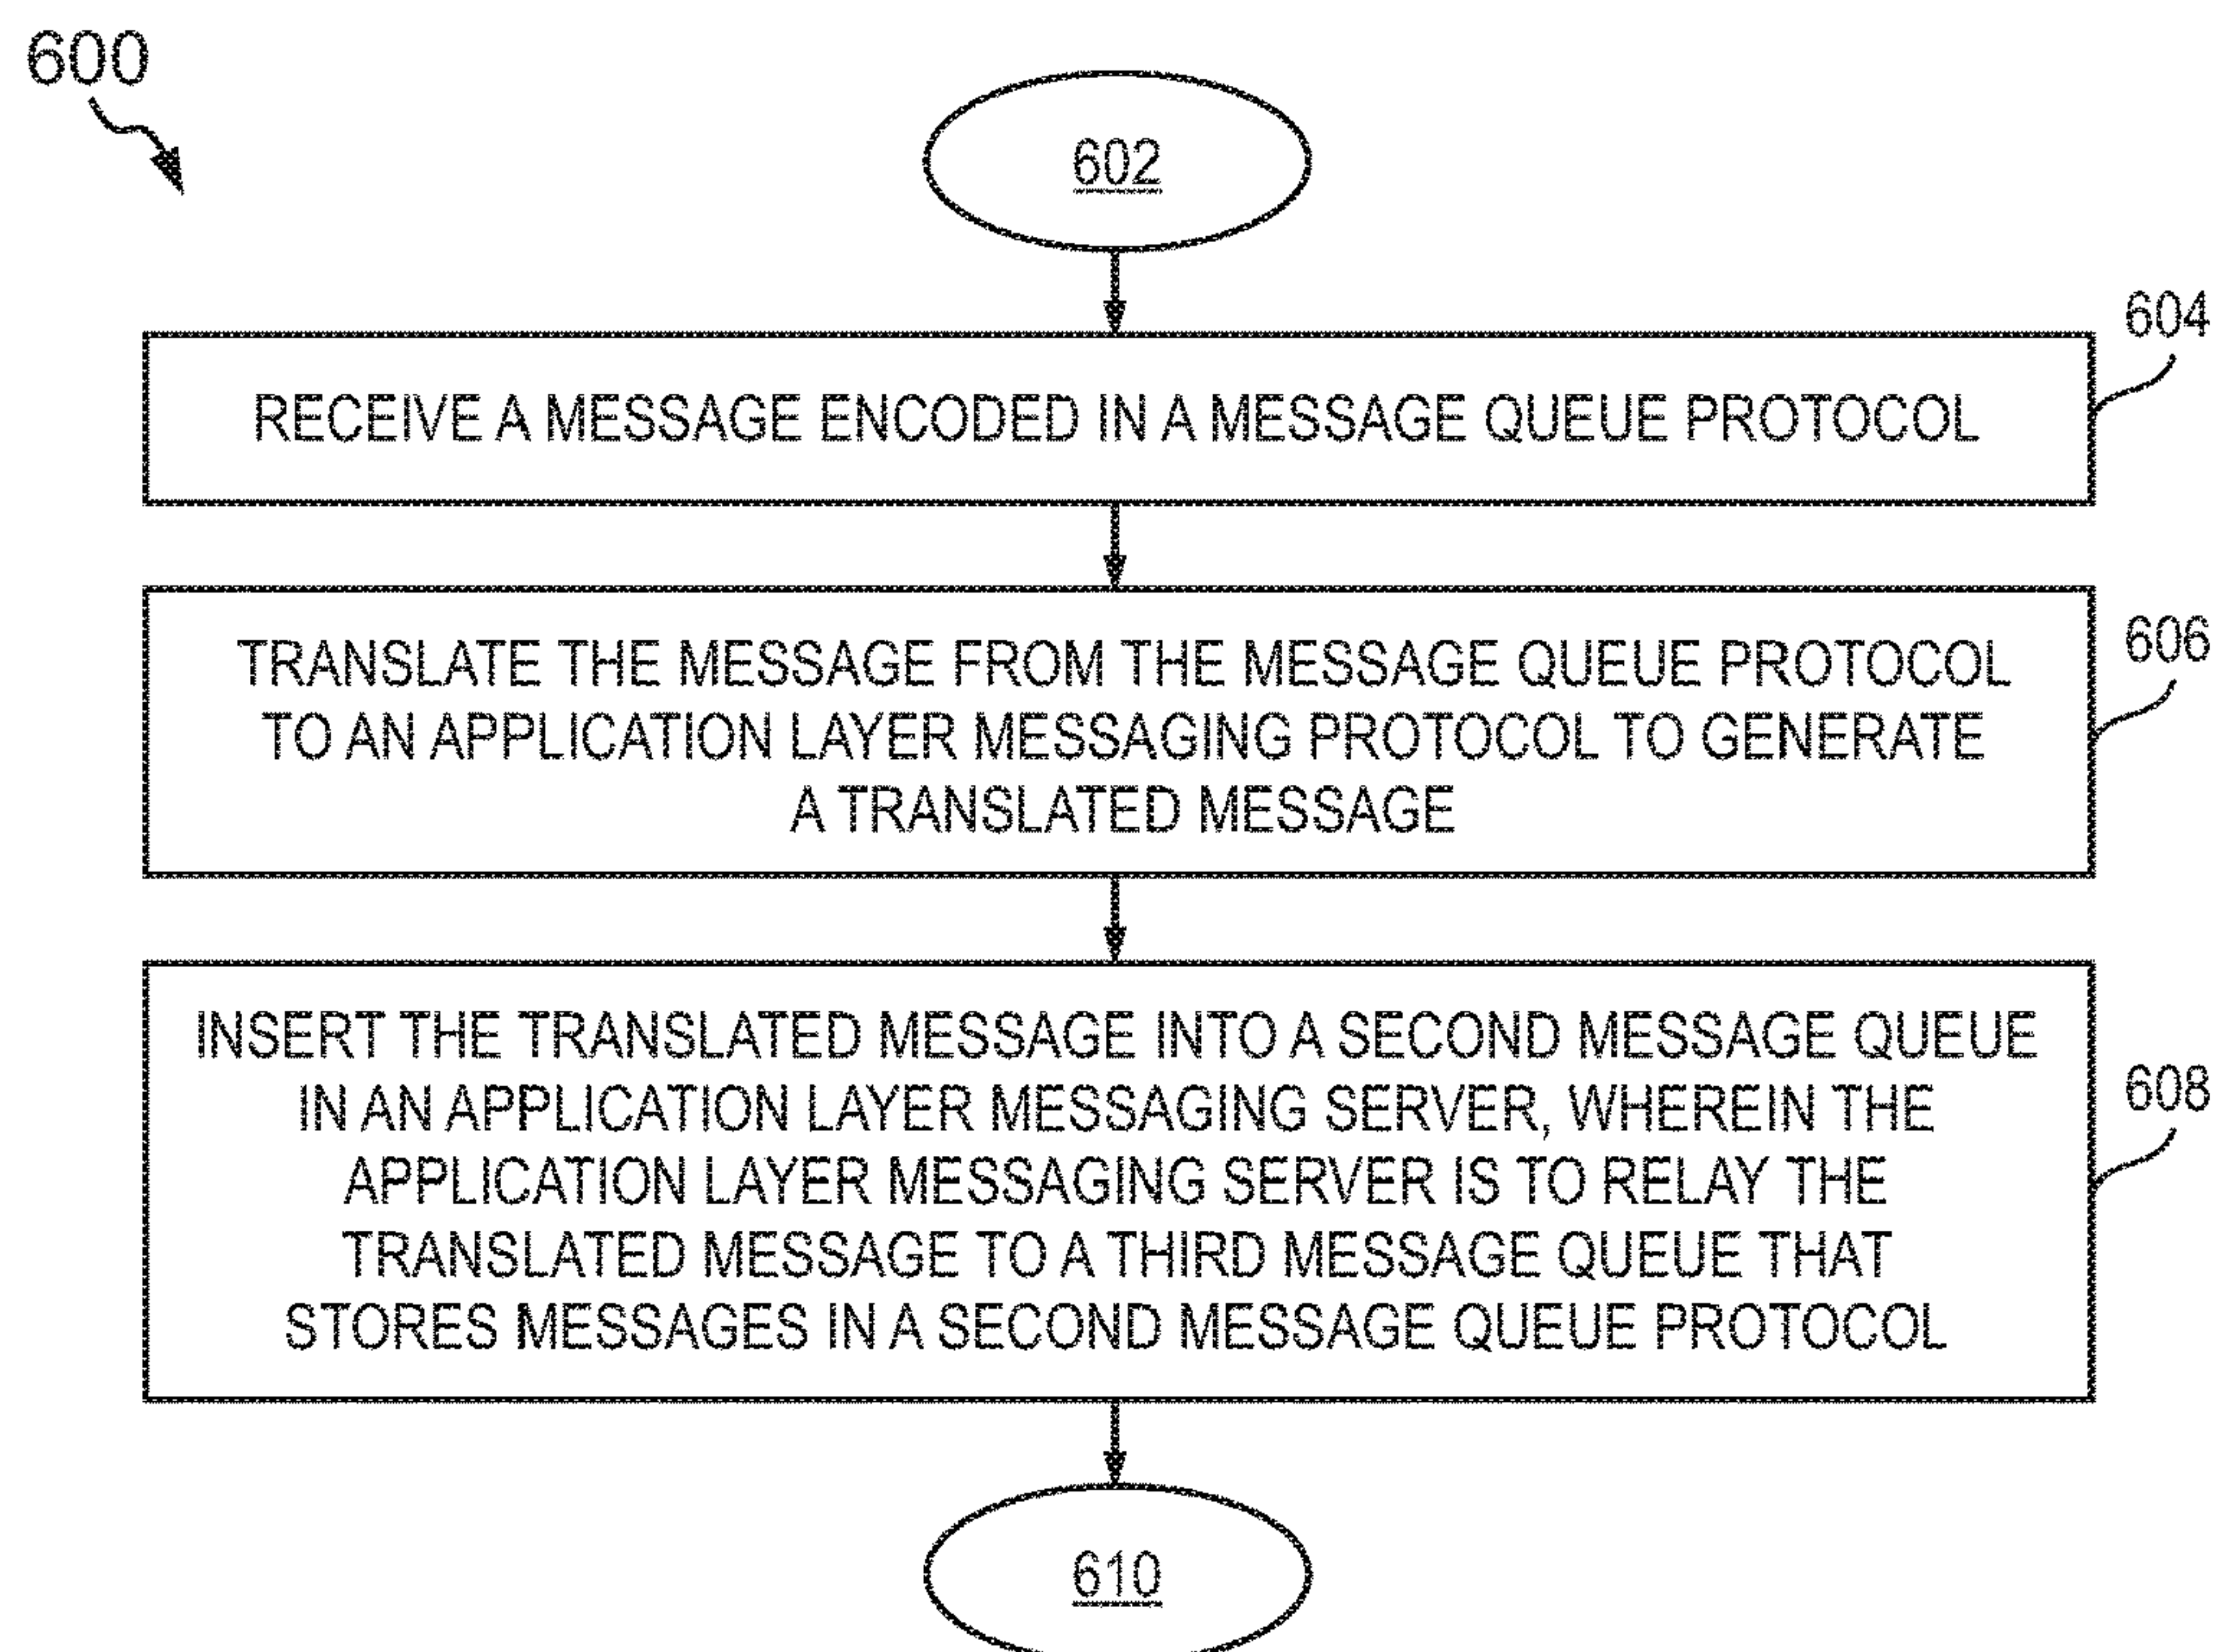 600
602
604
RECEIVE A MESSAGE ENCODED IN A MESSAGE QUEUE PROTOCOL
606
TRANSLATE THE MESSAGE FROM THE MESSAGE QUEUE PROTOCOL
TO AN APPLICATION LAYER MESSAGING PROTOCOL TO GENERATE
A TRANSLATED MESSAGE
608
INSERT THE TRANSLATED MESSAGE INTO A SECOND MESSAGE QUEUE
IN AN APPLICATION LAYER MESSAGING SERVER, WHEREIN THE
APPLICATION LAYER MESSAGING SERVER IS TO RELAY THE
TRANSLATED MESSAGE TO A THIRD MESSAGE QUEUE THAT
STORES MESSAGES IN A SECOND MESSAGE QUEUE PROTOCOL
610